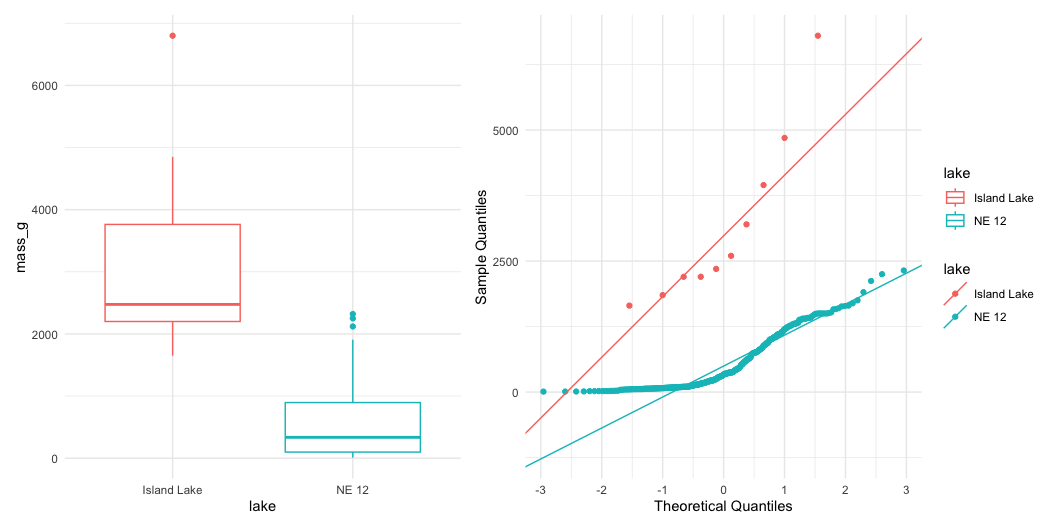 mass_g
6000
4000
2000
0
Island Lake
NE 12
lake
Sample Quantiles
5000
2500
0
-3
-2
-1
0
1
2
3
Theoretical Quantiles
lake
Island Lake
NE 12
lake
Island Lake
NE 12